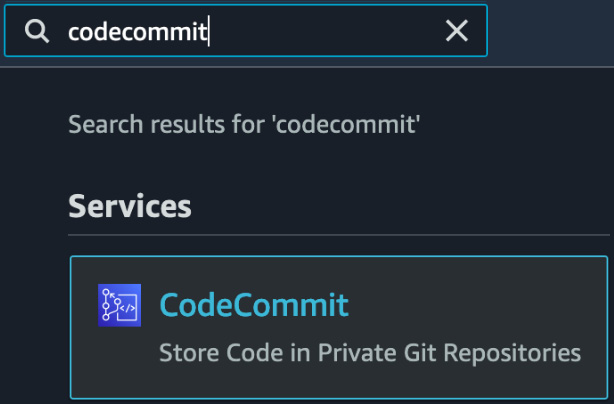 codecommit
Search results for 'codecommit'
Services
CodeCommit
Store Code in Private Git Repositories